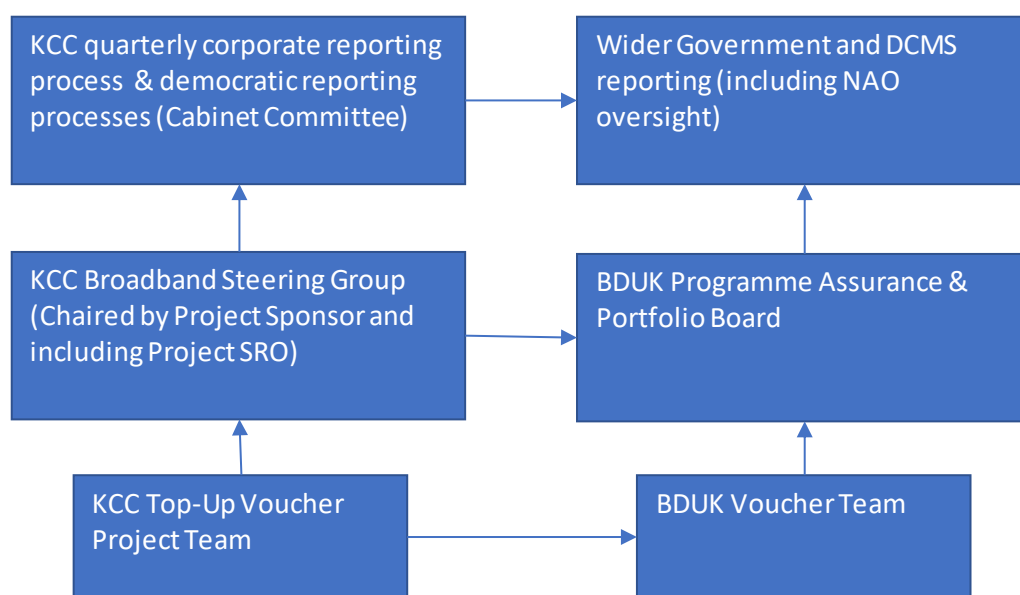 KCC quarterly corporate reporting
process & democratic reporting
processes (Cabinet Committee)
Wider Government and DCMS
reporting (including NAO
oversight)
KCC Broadband Steering Group
(Chaired by Project Sponsor and
including Project SRO)
BDUK Programme Assurance &
Portfolio Board
KCC Top-Up Voucher
Project Team
BDUK Voucher Team